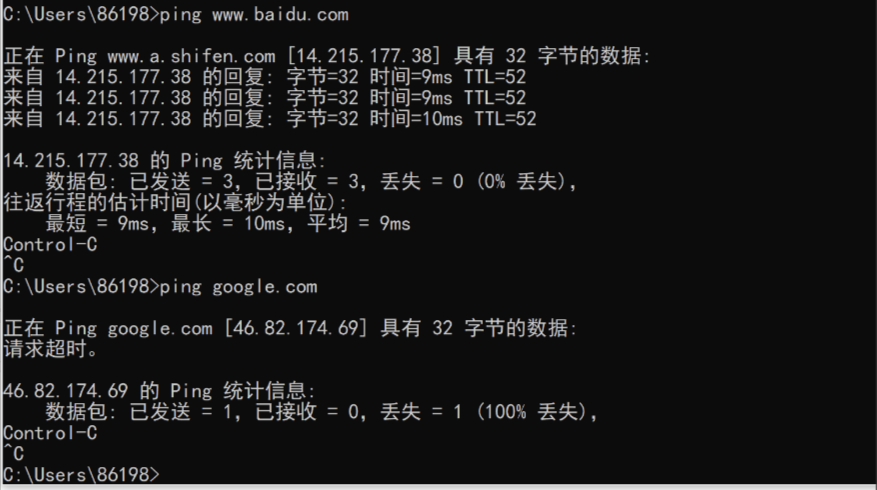 C:\Users\86198>ping www.baidu.com
正在 Ping www.a.shifen.com [14.215.177.38] 具有 32 字节的数据:
来自 14.215.177.38 的回复: 字节=32 时间=9ms TTL=52
来自 14.215.177.38 的回复: 字节=32 时间=9ms TTL=52
来自 14.215.177.38 的回复: 字节=32 时间=10ms TTL=52
14.215.177.38 的 Ping 统计信息:
    数据包: 已发送 = 3，已接收 = 3，丢失 = 0 (0% 丢失)，
往返行程的估计时间(以毫秒为单位):
    最短 = 9ms，最长 = 10ms，平均 = 9ms
Control-C
^C
C:\Users\86198>ping google.com
正在 Ping google.com [46.82.174.69] 具有 32 字节的数据:
请求超时。
46.82.174.69 的 Ping 统计信息:
    数据包: 已发送 = 1，已接收 = 0，丢失 = 1 (100% 丢失)，
Control-C
^C
C:\Users\86198>